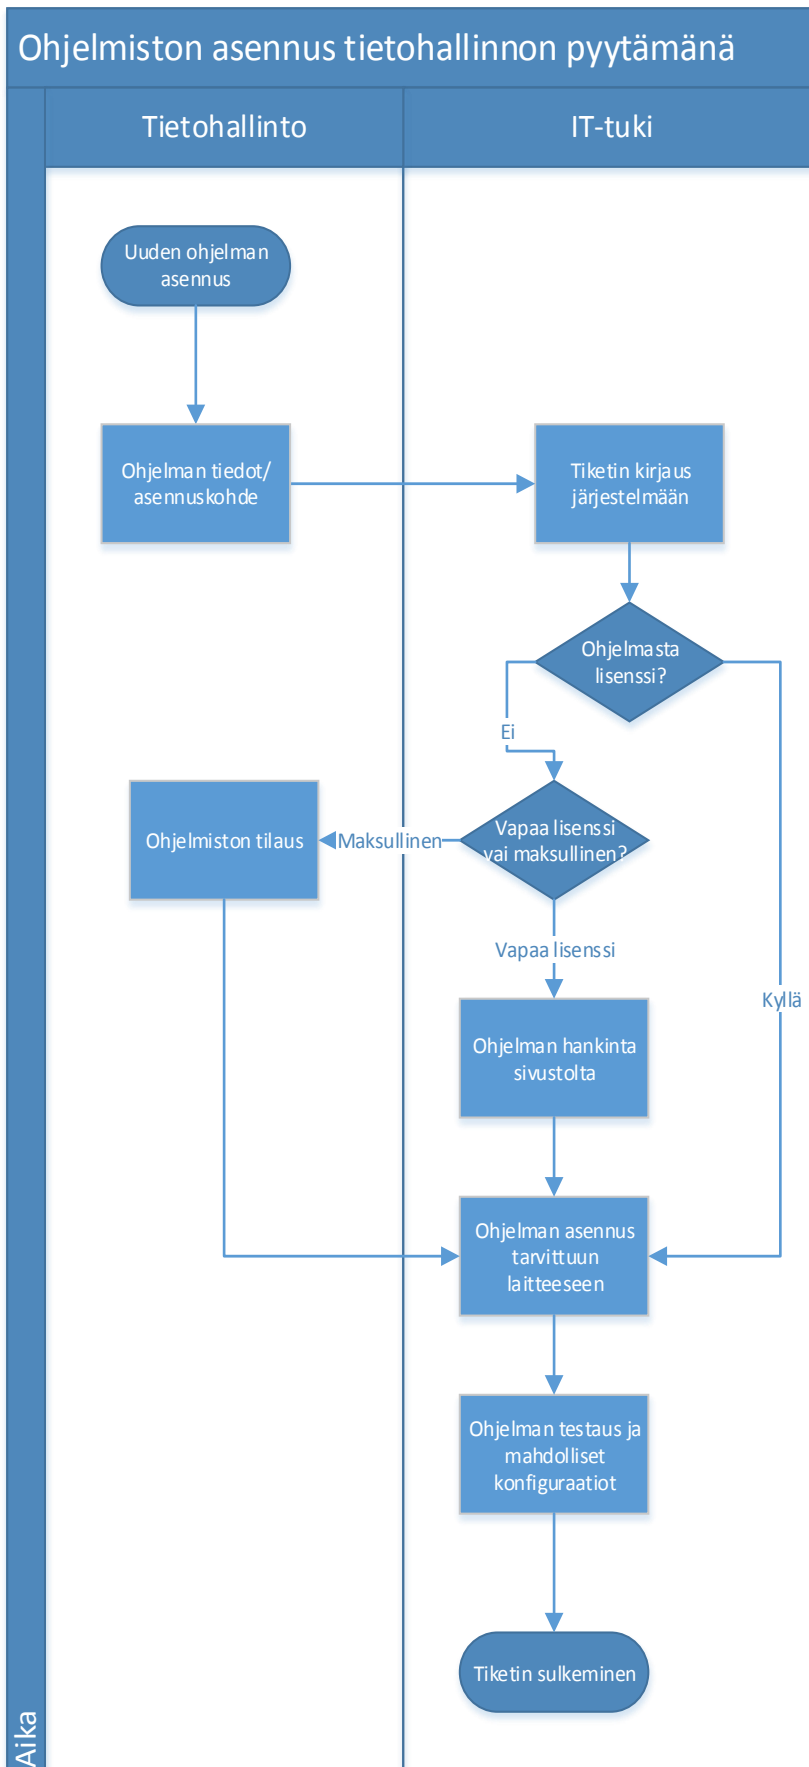 Ohjelmiston asennus tietohallinnon pyytämänä
Tietohallinto
IT-tuki
Uuden ohjelman
asennus
Ohjelman tiedot/
asennuskohde
Tiketin kirjaus
järjestelmään
Ohjelmasta
lisenssi?
Ei
Vapaa lisenssi
vai maksullinen?
Maksullinen
Ohjelmiston tilaus
Vapaa lisenssi
Kyllä
Ohjelman hankinta
sivustolta
Ohjelman asennus
tarvittuun
laitteeseen
Ohjelman testaus ja
mahdolliset
konfiguraatiot
Tiketin sulkeminen
Aika